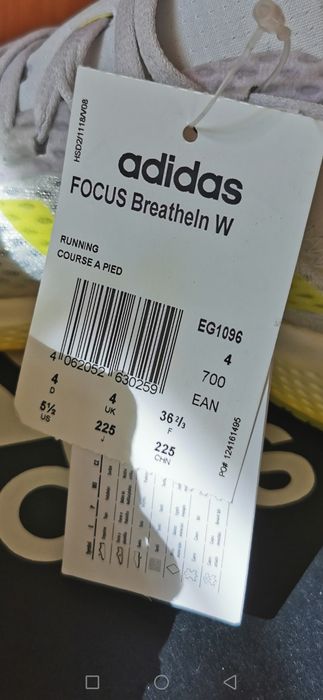 HSD2/1118/V08
adidas
FOCUS BreatheIn W
RUNNING
COURSE A PIED
EG1096
4
700
EAN
4 062052 630259
4 D
4 UK
36 2/3 F
5½ US
225 J
225 CHN
PO# 124161495